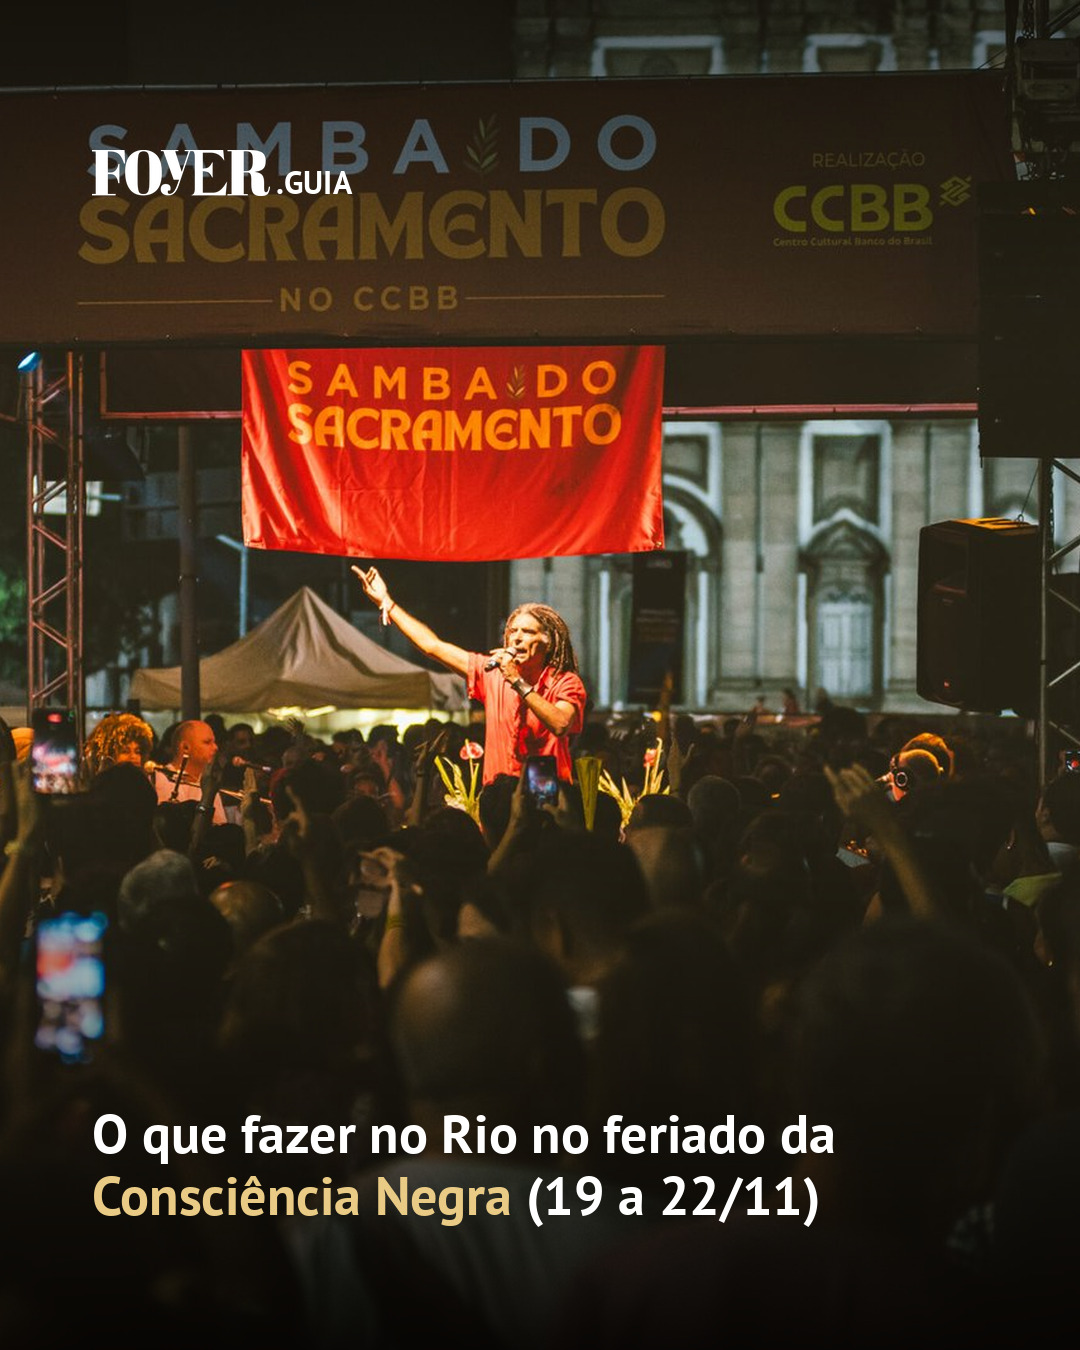 SAMBA DO
FOYER.GUIA
SACRAMENTO
NO CCBB
REALIZAÇÃO
CCBB
Centro Cultural Banco do Brasil
SAMBA DO
SACRAMENTO
O que fazer no Rio no feriado da
Consciência Negra (19 a 22/11)